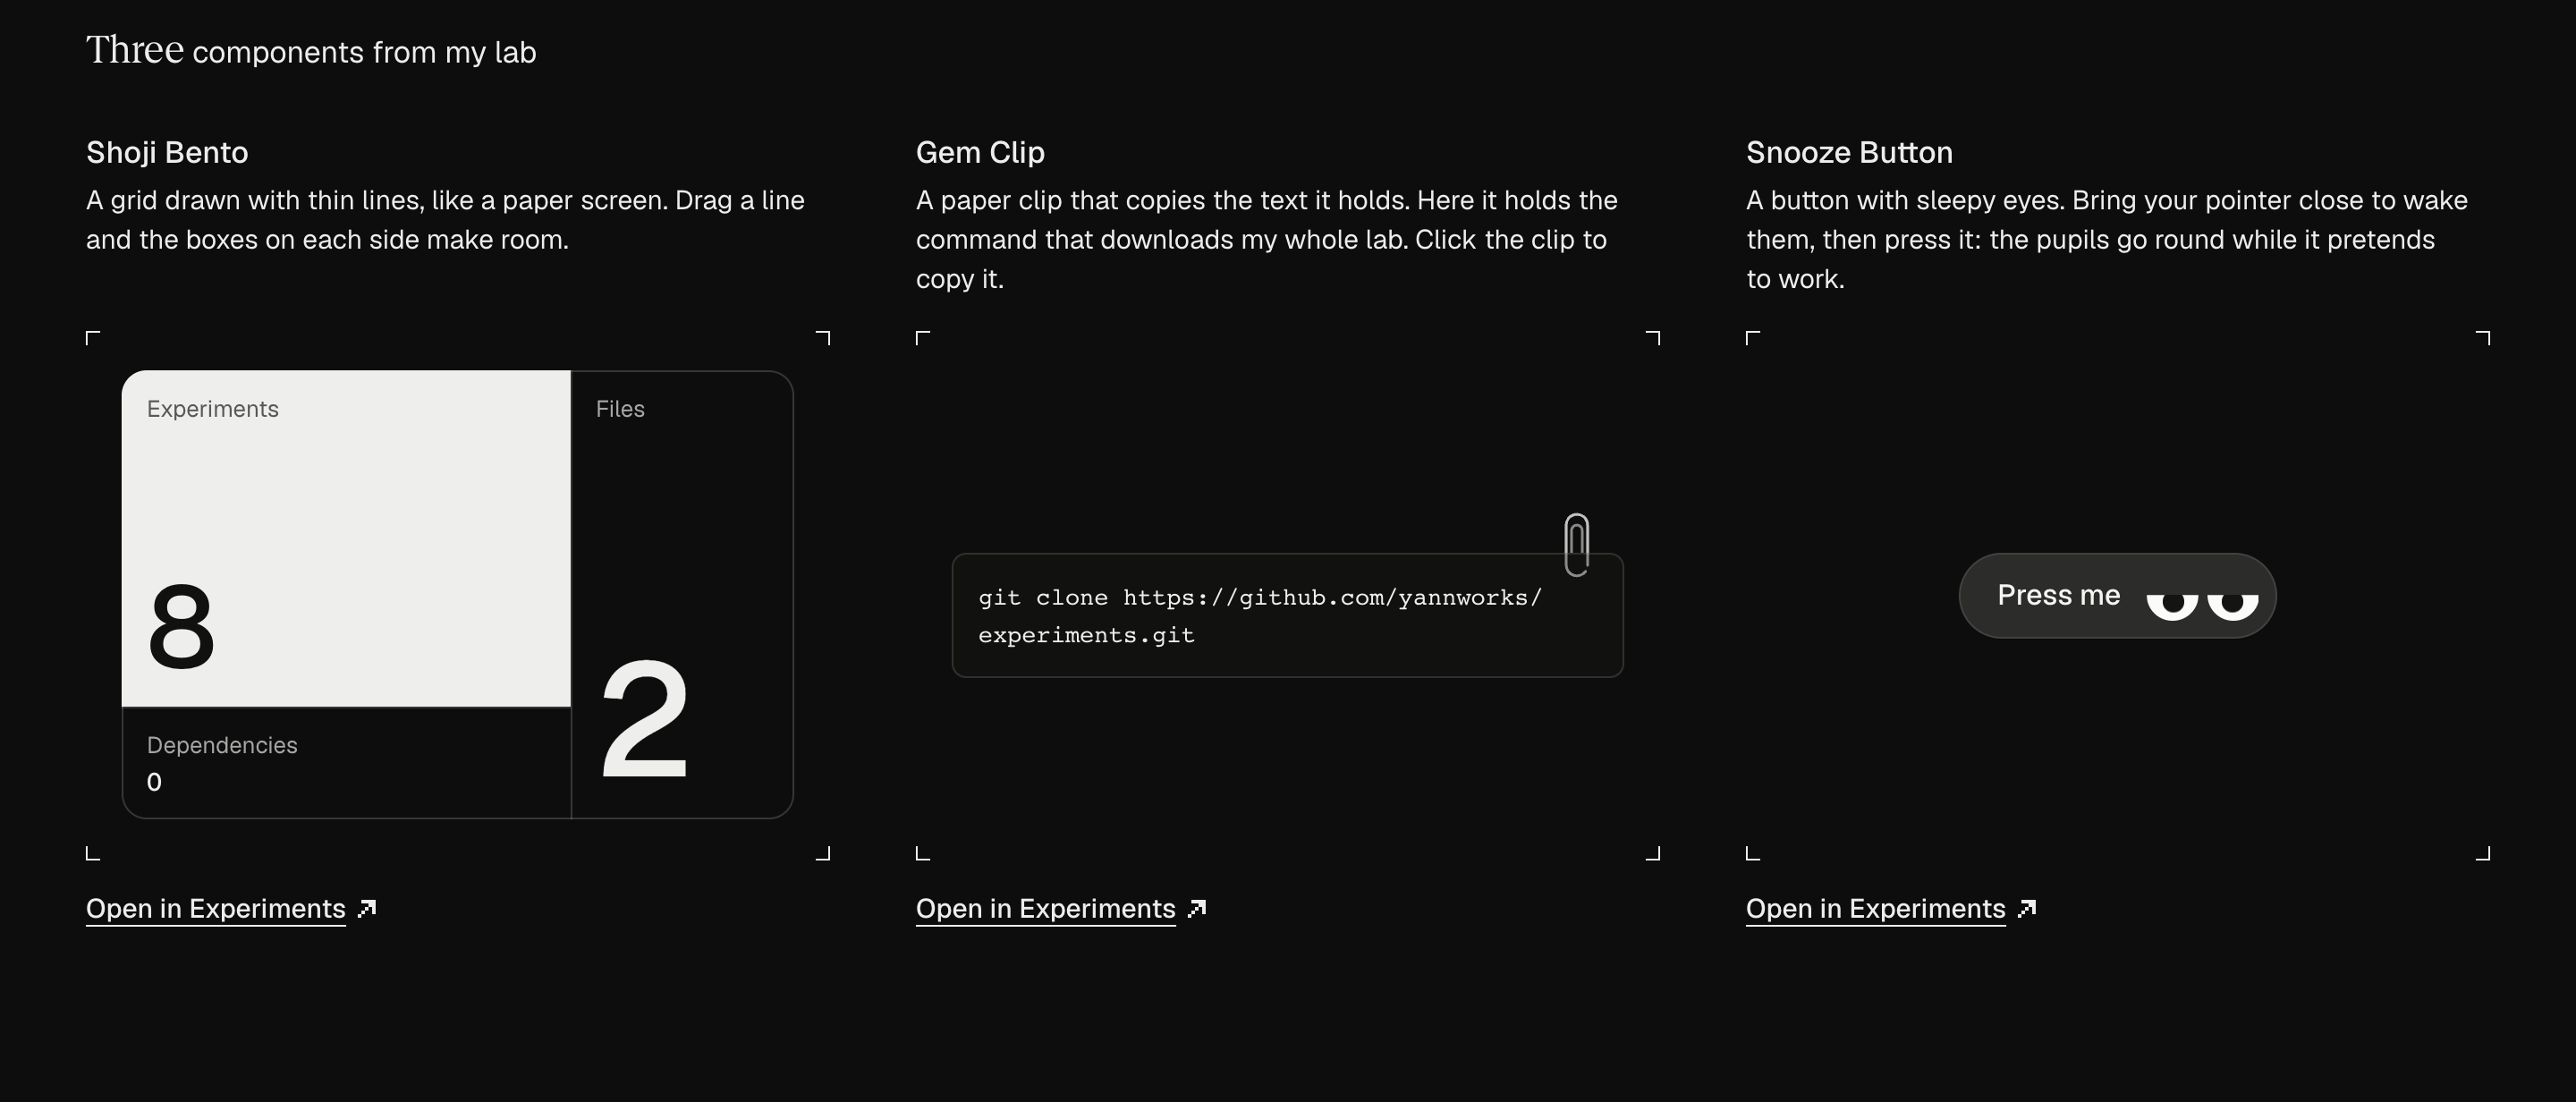 Three components from my lab
Shoji Bento
A grid drawn with thin lines, like a paper screen. Drag a line
and the boxes on each side make room.
Experiments
8
Files
2
Dependencies
0
Open in Experiments
Gem Clip
A paper clip that copies the text it holds. Here it holds the
command that downloads my whole lab. Click the clip to
copy it.
git clone https://github.com/yannworks/
experiments.git
Open in Experiments
Snooze Button
A button with sleepy eyes. Bring your pointer close to wake
them, then press it: the pupils go round while it pretends
to work.
Press me
Open in Experiments